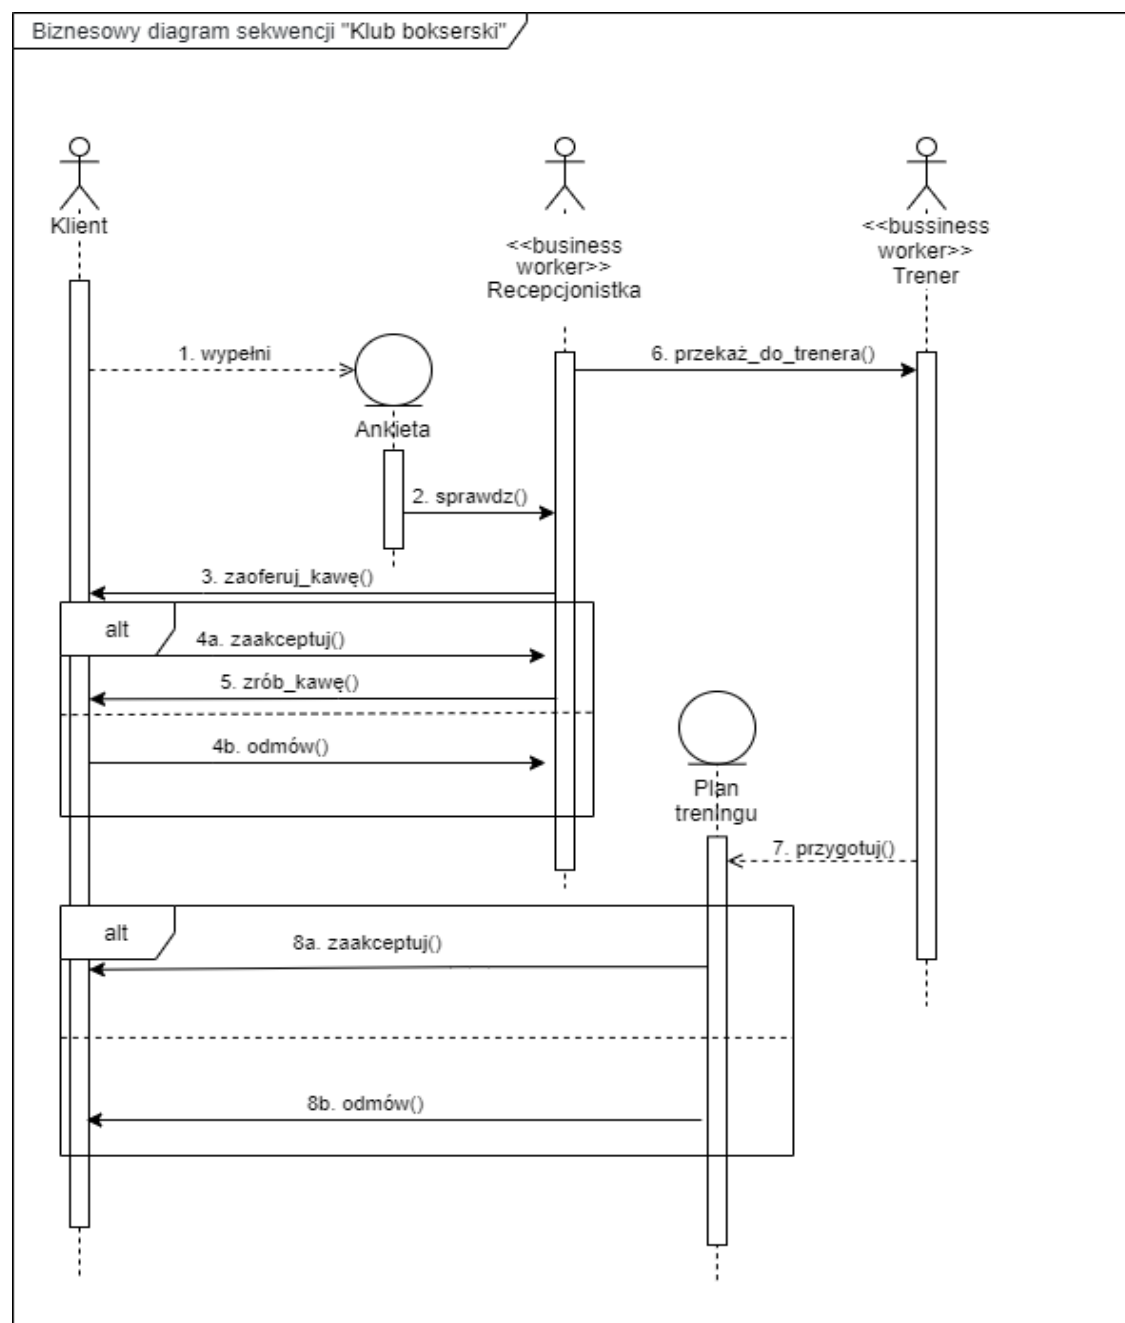 Biznesowy diagram sekwencji "Klub bokserski"
Klient
<<business
worker>>
Recepcjonistka
<<bussiness
worker>>
Trener
1. wypełni
Ankieta
6. przekaż_do_trenera()
2. sprawdz()
3. zaoferuj_kawę()
alt
4a. zaakceptuj()
5. zrób_kawę()
4b. odmów()
Plan
treningu
7. przygotuj()
alt
8a. zaakceptuj()
8b. odmów()